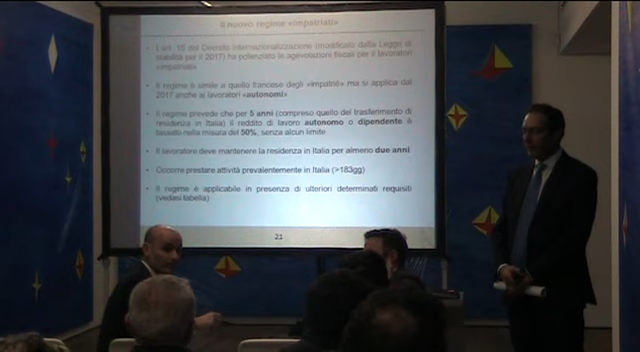 Il nuovo regime «impatriati»
L'art. 16 del Decreto internazionalizzazione (modificato dalla Legge di
stabilità per il 2017) ha potenziato le agevolazioni fiscali per il lavoratori
«impatriati»
Il regime è simile a quello francese degli «impatrié» ma si applica dal
2017 anche ai lavoratori «autonomi»
Il regime prevede che per 5 anni (compreso quello del trasferimento di
residenza in Italia) il reddito di lavoro autonomo o dipendente è
tassato nella misura del 50%, senza alcun limite
Il lavoratore deve mantenere la residenza in Italia per almeno due anni
Occorre prestare attività prevalentemente in Italia (>183gg)
Il regime è applicabile in presenza di ulteriori determinati requisiti
(vedasi tabella)
21